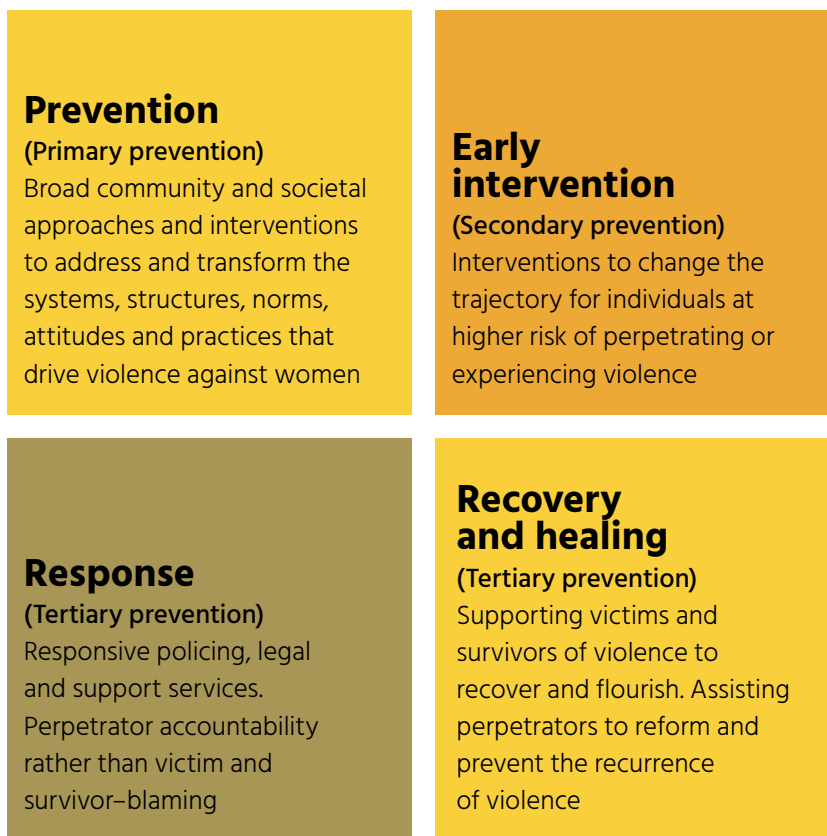 Prevention
(Primary prevention)
Broad community and societal
approaches and interventions
to address and transform the
systems, structures, norms,
attitudes and practices that
drive violence against women
Early
intervention
(Secondary prevention)
Interventions to change the
trajectory for individuals at
higher risk of perpetrating or
experiencing violence
Response
(Tertiary prevention)
Responsive policing, legal
and support services.
Perpetrator accountability
rather than victim and
survivor–blaming
Recovery
and healing
(Tertiary prevention)
Supporting victims and
survivors of violence to
recover and flourish. Assisting
perpetrators to reform and
prevent the recurrence
of violence